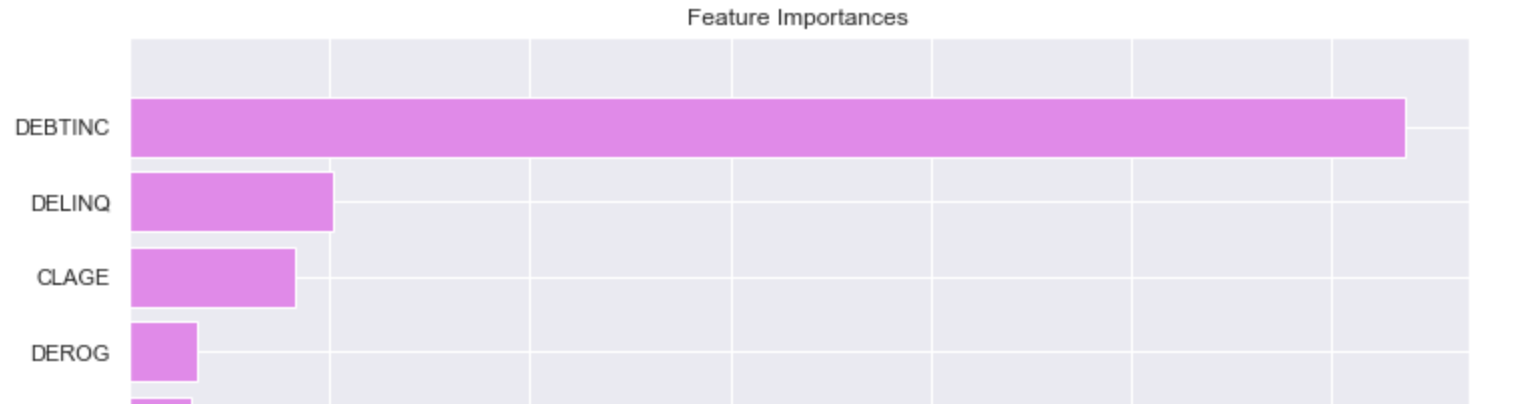 Feature Importances
DEBTINC
DELINQ
CLAGE
DEROG